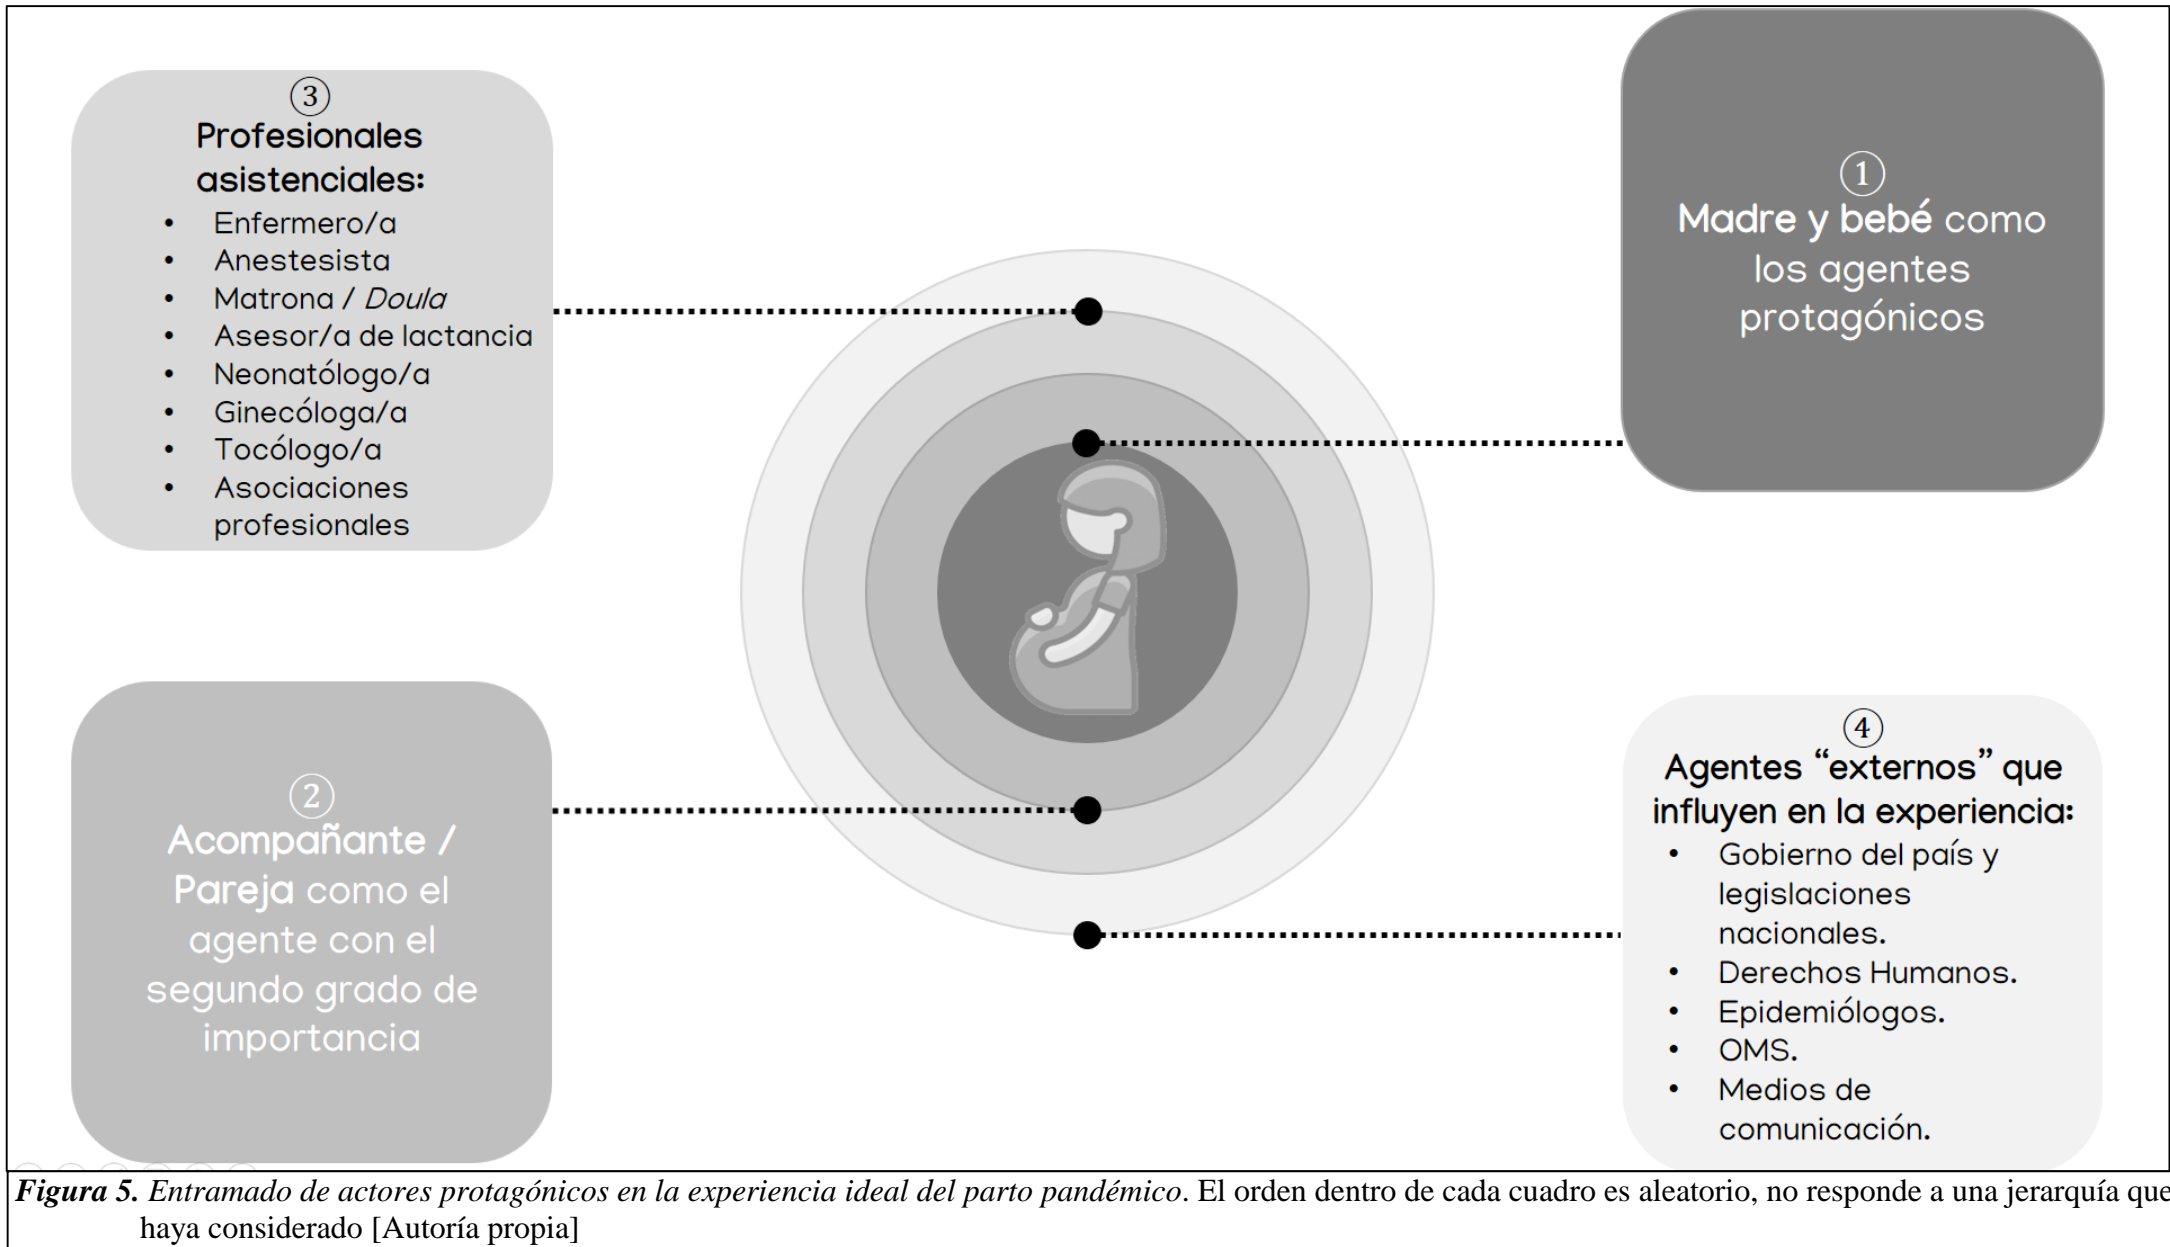 ③
Profesionales
asistenciales:
• Enfermero/a
• Anestesista
• Matrona / Doula
• Asesor/a de lactancia
• Neonatólogo/a
• Ginecóloga/a
• Tocólogo/a
• Asociaciones
profesionales
①
Madre y bebé como
los agentes
protagónicos
②
Acompañante /
Pareja como el
agente con el
segundo grado de
importancia
④
Agentes “externos” que
influyen en la experiencia:
• Gobierno del país y
legislaciones
nacionales.
• Derechos Humanos.
• Epidemiólogos.
• OMS.
• Medios de
comunicación.
Figura 5. Entramado de actores protagónicos en la experiencia ideal del parto pandémico. El orden dentro de cada cuadro es aleatorio, no responde a una jerarquía que
haya considerado [Autoría propia]